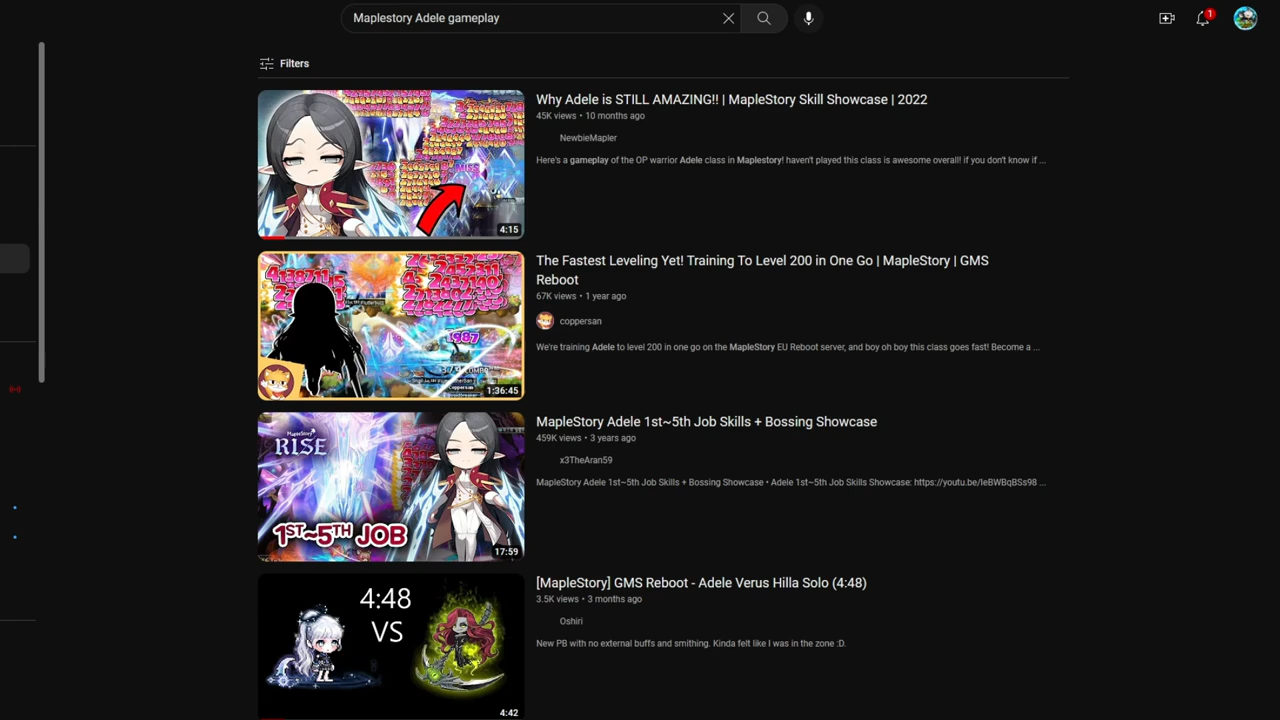 Maplestory Adele gameplay
1
Filters
Why Adele is STILL AMAZING!! | MapleStory Skill Showcase | 2022
45K views • 10 months ago
NewbieMapler
Here's a gameplay of the OP warrior Adele class in Maplestory! haven't played this class is awesome overall! if you don't know if ...
MISS
4:15
The Fastest Leveling Yet! Training To Level 200 in One Go | MapleStory | GMS
Reboot
67K views • 1 year ago
coppersan
We're training Adele to level 200 in one go on the MapleStory EU Reboot server, and boy oh boy this class goes fast! Become a ...
1:36:45
MapleStory Adele 1st~5th Job Skills + Bossing Showcase
459K views • 3 years ago
x3TheAran59
MapleStory Adele 1st~5th Job Skills + Bossing Showcase • Adele 1st~5th Job Skills Showcase: https://youtu.be/IeBWBqBSs98 ...
MapleStory
RISE
1ST~5TH JOB
17:59
[MapleStory] GMS Reboot - Adele Verus Hilla Solo (4:48)
3.5K views • 3 months ago
Oshiri
New PB with no external buffs and smithing. Kinda felt like I was in the zone :D.
4:48
VS
4:42